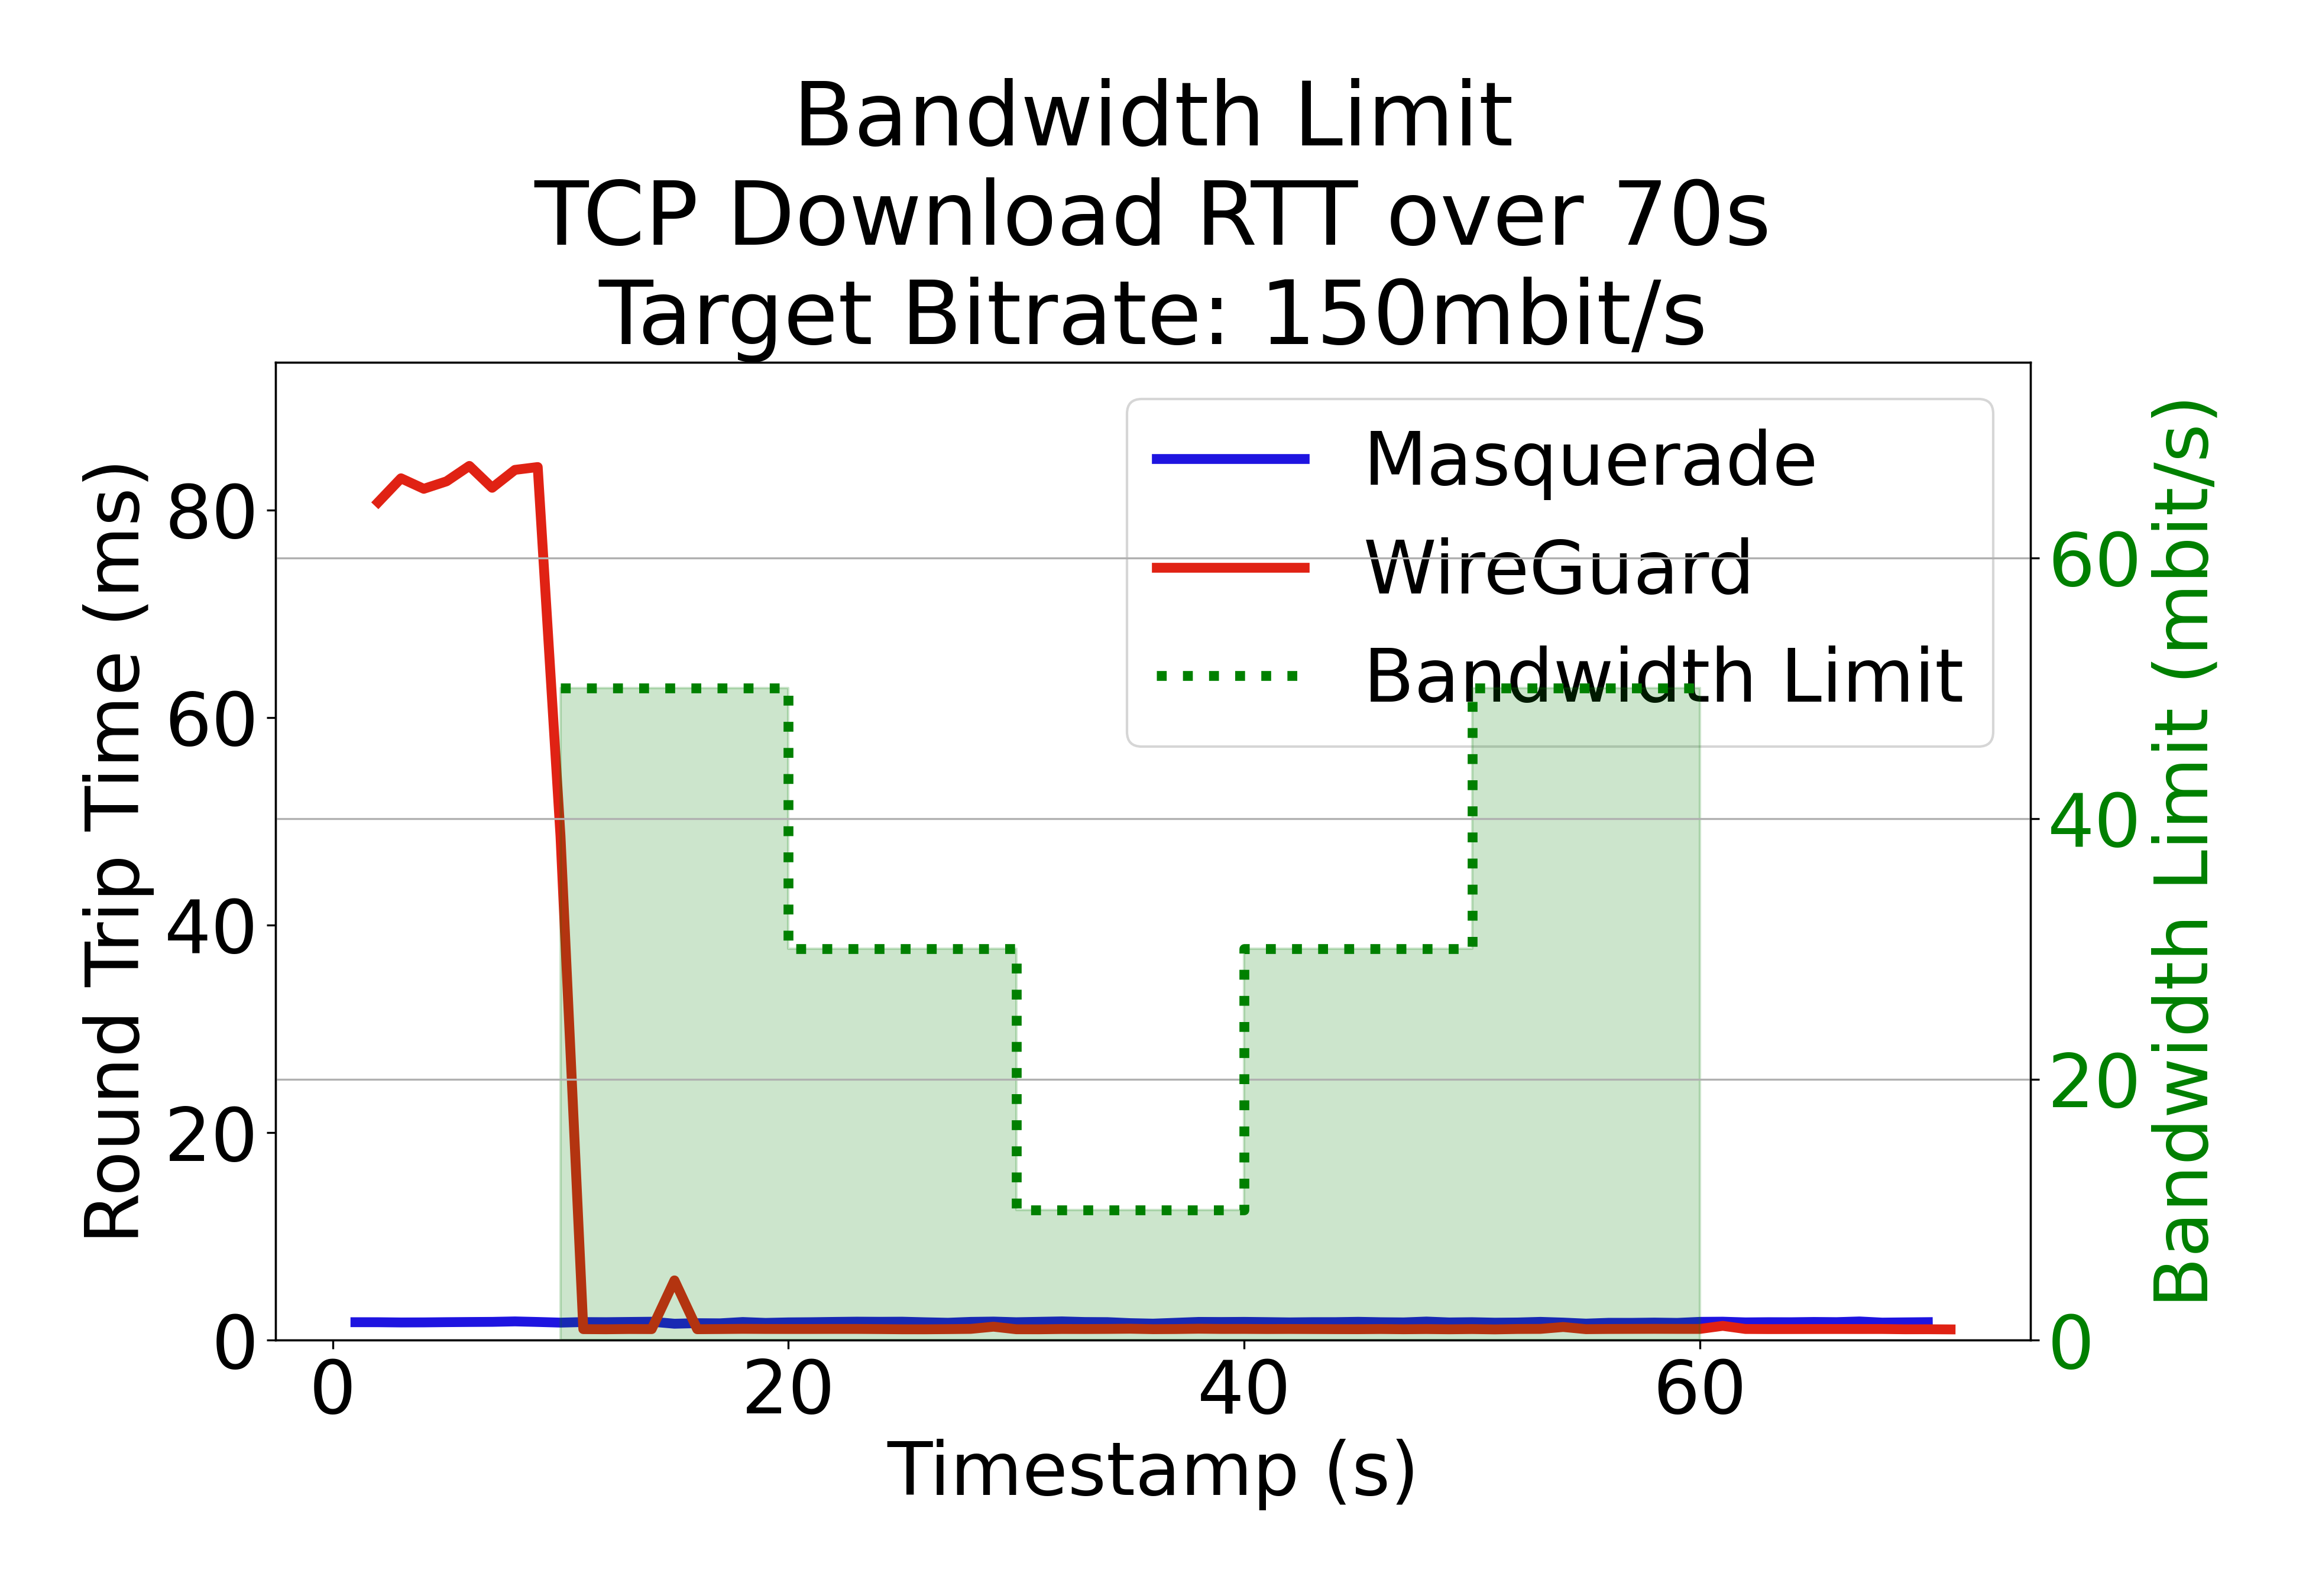 Bandwidth Limit
TCP Download RTT over 70s
Target Bitrate: 150mbit/s
Masquerade
WireGuard
Bandwidth Limit
Round Trip Time (ms)
80
60
40
20
0
Bandwidth Limit (mbit/s)
60
40
20
0
0 20 40 60
Timestamp (s)